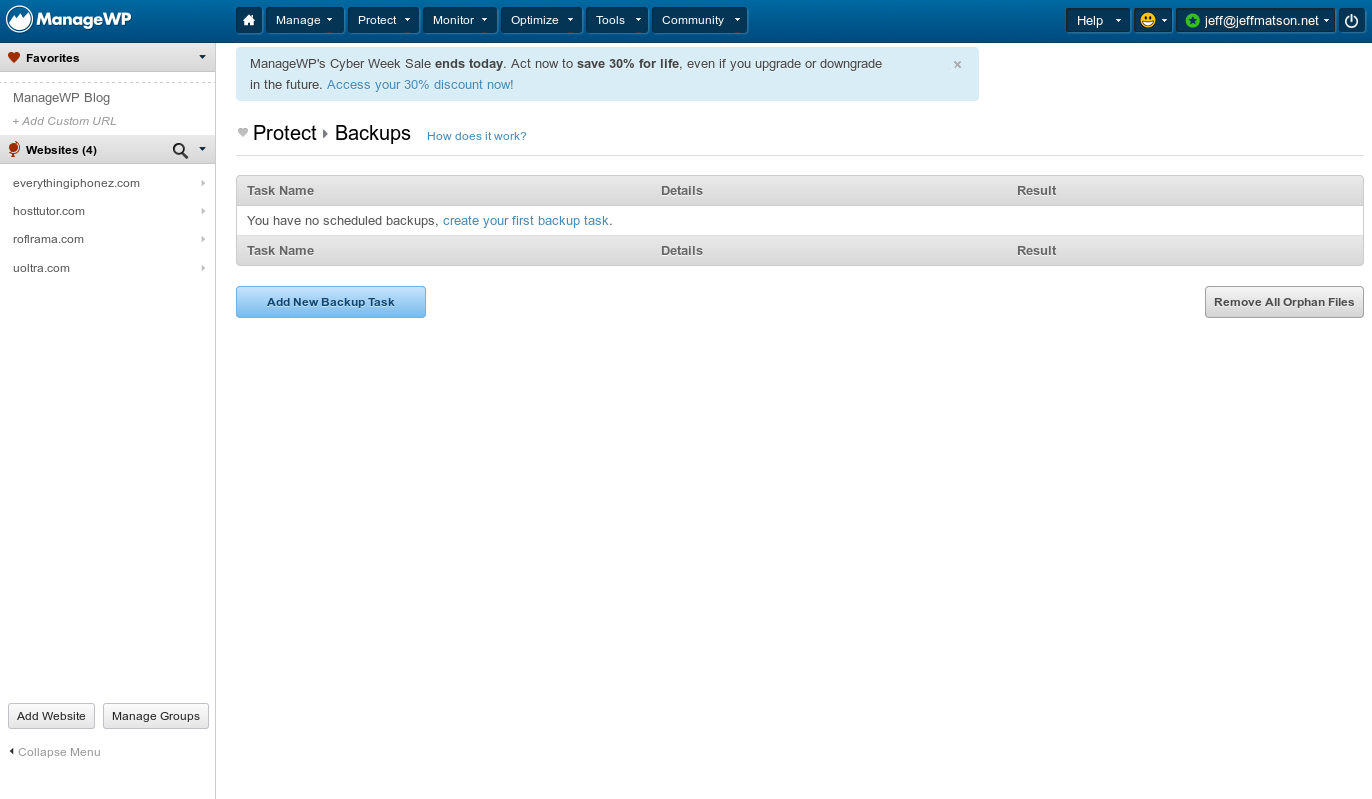 ManageWP
Manage
Protect
Monitor
Optimize
Tools
Community
Help
jeff@jeffmatson.net
Favorites
ManageWP Blog
+ Add Custom URL
Websites (4)
everythingiphonez.com
hosttutor.com
roflrama.com
uoltra.com
Add Website
Manage Groups
Collapse Menu
ManageWP's Cyber Week Sale ends today. Act now to save 30% for life, even if you upgrade or downgrade
in the future. Access your 30% discount now!
×
Protect Backups How does it work?
Task Name Details Result
You have no scheduled backups, create your first backup task.
Task Name Details Result
Add New Backup Task
Remove All Orphan Files